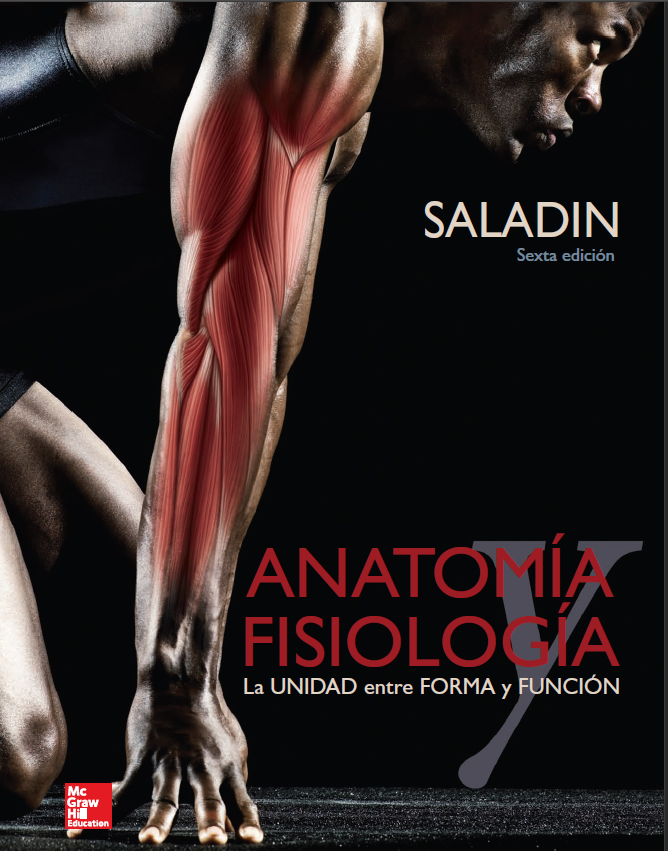 SALADIN
Sexta edición
ANATOMÍA
y
FISIOLOGÍA
La UNIDAD entre FORMA y FUNCIÓN
Mc
Graw
Hill
Education